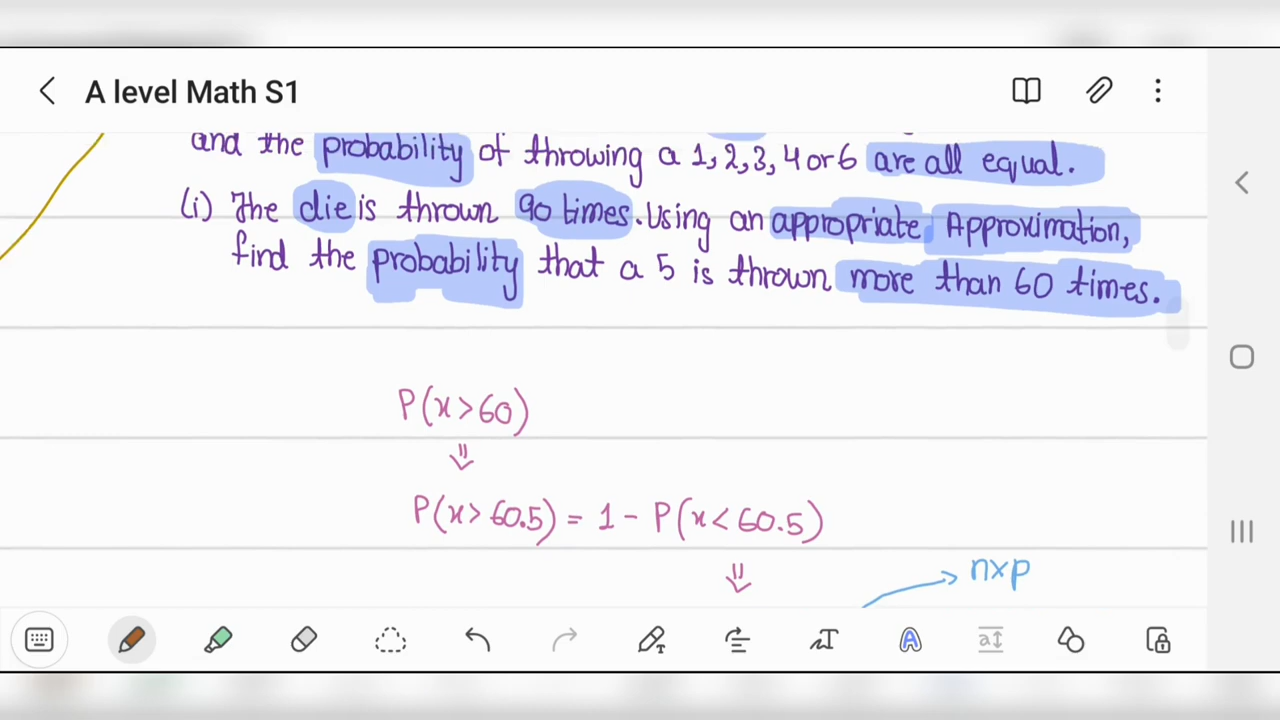 A level Math S1
and the probability of throwing a 1,2,3, 4 or 6 are all equal.
(i) The die is thrown 90 times. Using an appropriate Approximation,
find the probability that a 5 is thrown more than 60 times.
P(x>60)
⇓
P(x>60.5) = 1 - P(x<60.5)
⇓
n×p